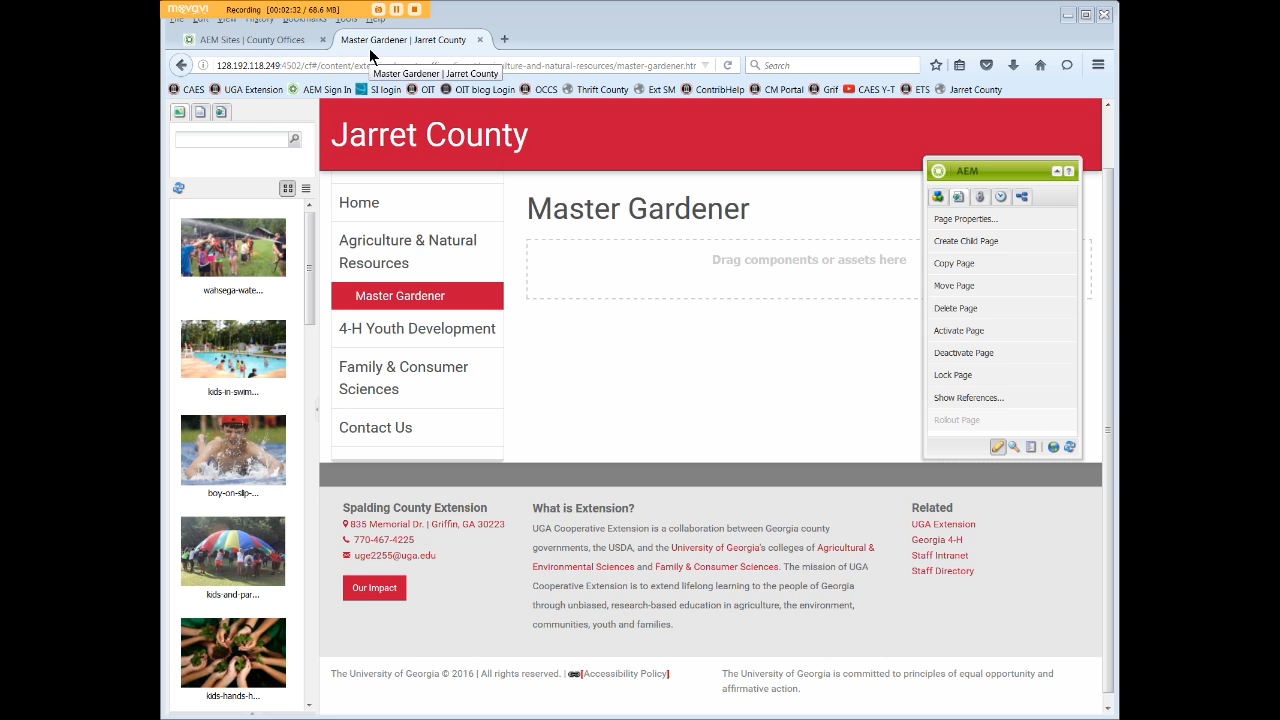 movavi Recording [00:02:32 / 68.6 MB]
File Edit View History Bookmarks Tools Help
AEM Sites | County Offices
Master Gardener | Jarret County
128.192.118.249:4502/cf#/content/ext
ulture-and-natural-resources/master-gardener.htr
Search
Master Gardener | Jarret County
CAES UGA Extension AEM Sign In SI login OIT OIT blog Login OCCS Thrift County Ext SM ContribHelp CM Portal Grif CAES Y-T ETS Jarret County
Jarret County
AEM
Home
Agriculture & Natural
Resources
Master Gardener
4-H Youth Development
Family & Consumer
Sciences
Contact Us
Master Gardener
Drag components or assets here
Page Properties...
Create Child Page
Copy Page
Move Page
Delete Page
Activate Page
Deactivate Page
Lock Page
Show References...
Rollout Page
wahsega-wate...
kids-in-swim...
boy-on-slip-...
kids-and-par...
kids-hands-h...
Spalding County Extension
835 Memorial Dr. | Griffin, GA 30223
770-467-4225
uge2255@uga.edu
Our Impact
What is Extension?
UGA Cooperative Extension is a collaboration between Georgia county
governments, the USDA, and the University of Georgia's colleges of Agricultural &
Environmental Sciences and Family & Consumer Sciences. The mission of UGA
Cooperative Extension is to extend lifelong learning to the people of Georgia
through unbiased, research-based education in agriculture, the environment,
communities, youth and families.
Related
UGA Extension
Georgia 4-H
Staff Intranet
Staff Directory
The University of Georgia © 2016 | All rights reserved. | [Accessibility Policy]
The University of Georgia is committed to principles of equal opportunity and
affirmative action.